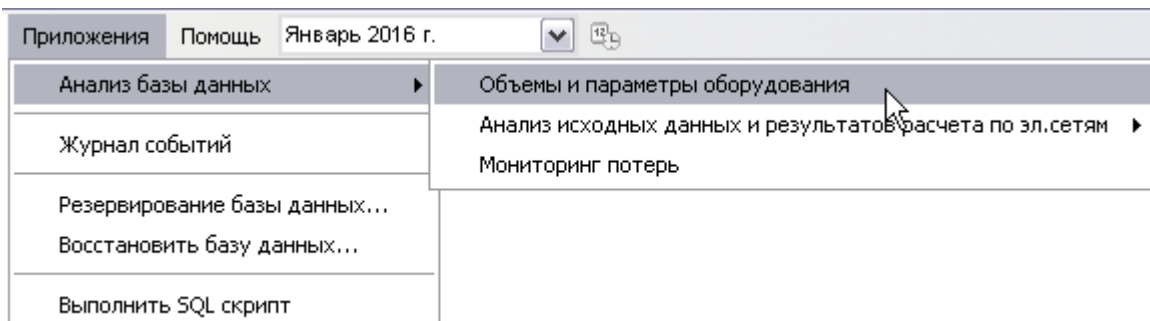 Приложения Помощь Январь 2016 г.
Анализ базы данных
Объемы и параметры оборудования
Анализ исходных данных и результатов расчета по эл.сетям
Мониторинг потерь
Журнал событий
Резервирование базы данных...
Восстановить базу данных...
Выполнить SQL скрипт